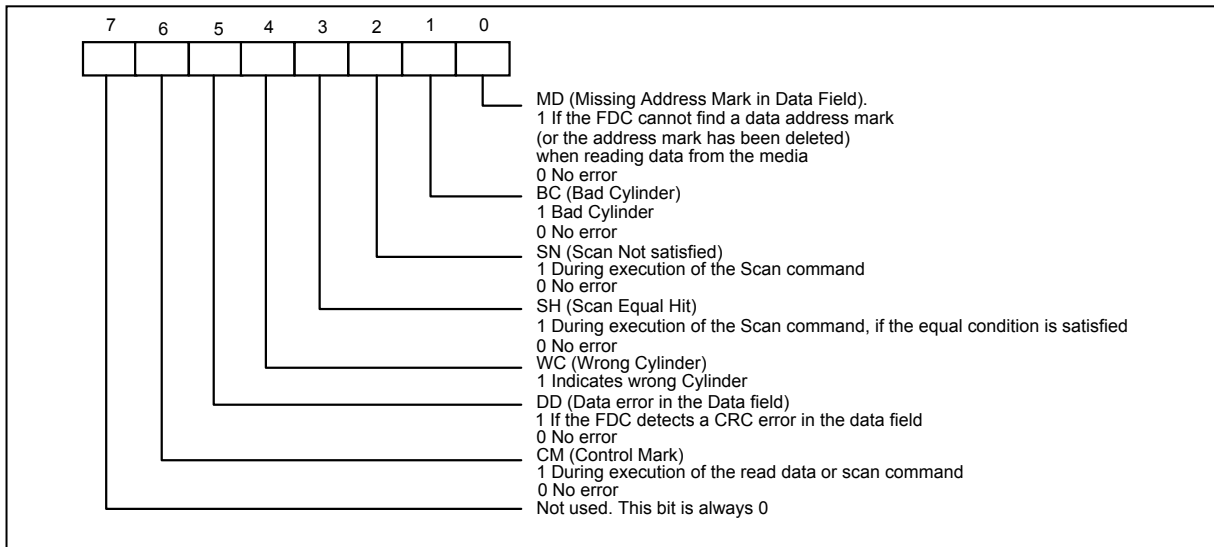 7 6 5 4 3 2 1 0
MD (Missing Address Mark in Data Field).
1 If the FDC cannot find a data address mark
(or the address mark has been deleted)
when reading data from the media
0 No error
BC (Bad Cylinder)
1 Bad Cylinder
0 No error
SN (Scan Not satisfied)
1 During execution of the Scan command
0 No error
SH (Scan Equal Hit)
1 During execution of the Scan command, if the equal condition is satisfied
0 No error
WC (Wrong Cylinder)
1 Indicates wrong Cylinder
DD (Data error in the Data field)
1 If the FDC detects a CRC error in the data field
0 No error
CM (Control Mark)
1 During execution of the read data or scan command
0 No error
Not used. This bit is always 0